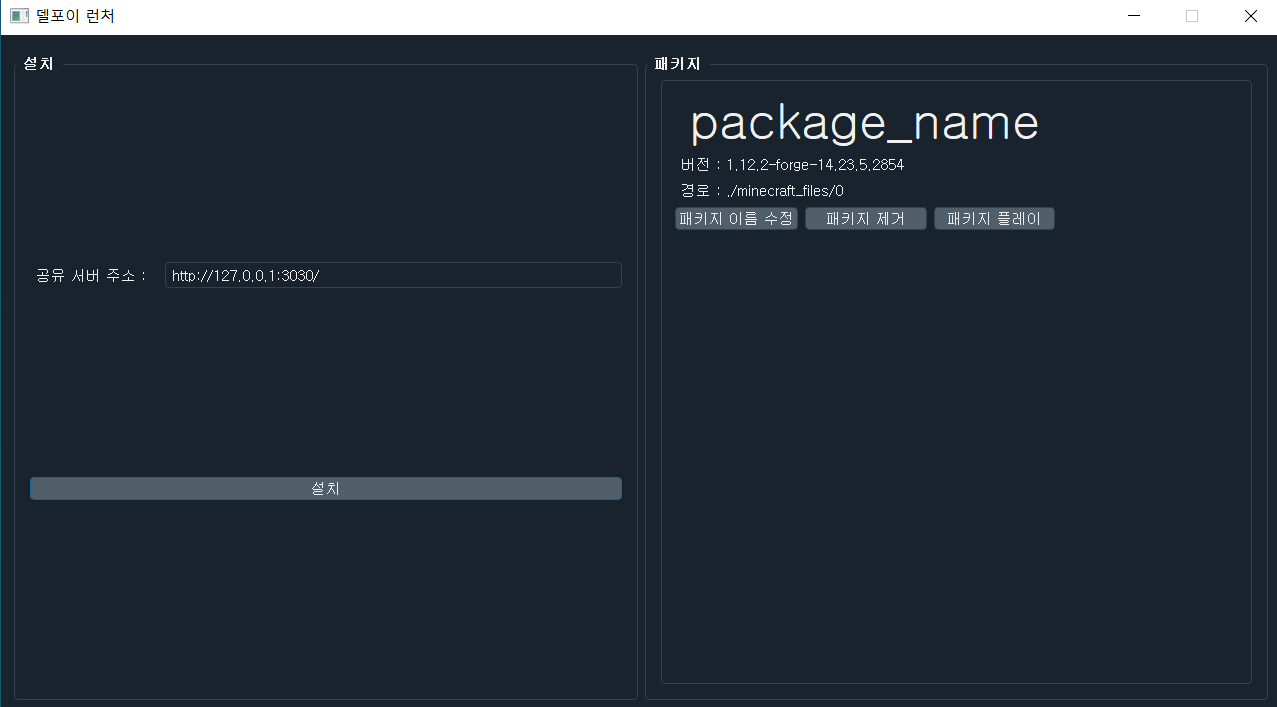 델포이 런처
설치
공유 서버 주소 : http://127.0.0.1:3030/
설치
패키지
package_name
버전 : 1.12.2-forge-14.23.5.2854
경로 : ./minecraft_files/0
패키지 이름 수정 패키지 제거 패키지 플레이